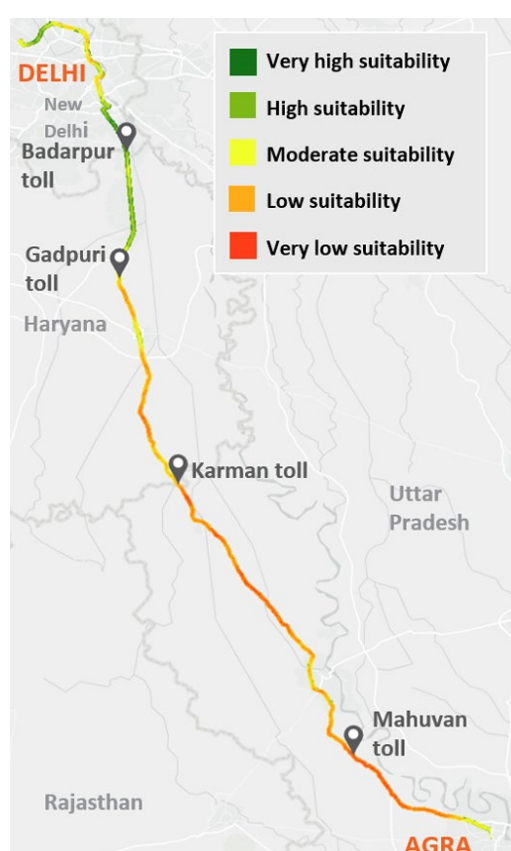 DELHI
New
Delhi
Badarpur
toll
Very high suitability
High suitability
Moderate suitability
Low suitability
Very low suitability
Gadpuri
toll
Haryana
Karman toll
Uttar
Pradesh
Mahuvan
toll
Rajasthan
AGRA